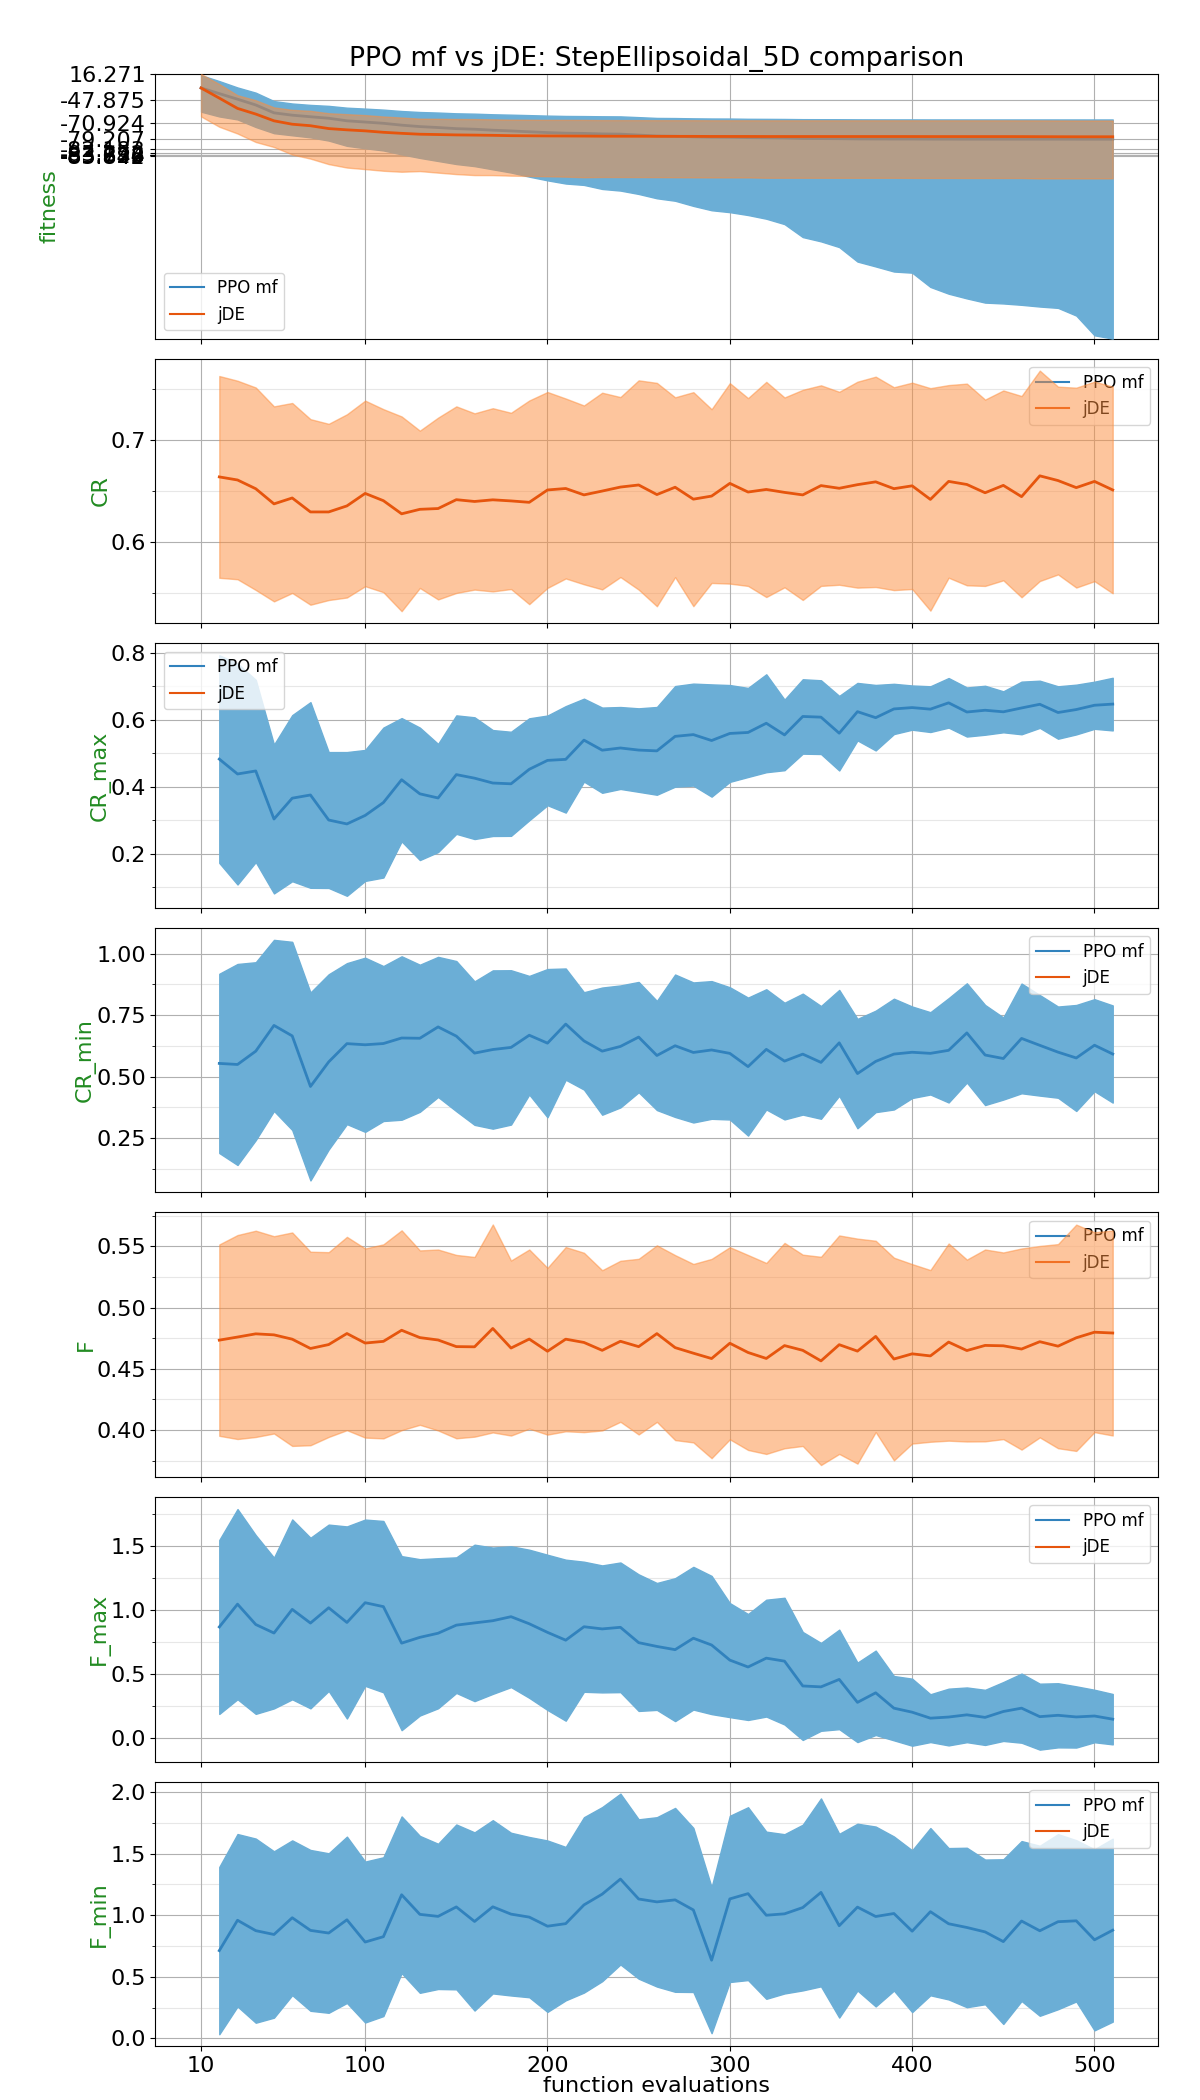 PPO mf vs jDE: StepEllipsoidal_5D comparison
16.271
-47.875
-70.924
-79.207
fitness
PPO mf
jDE
PPO mf
jDE
0.7
0.6
CR
0.8
0.6
0.4
0.2
CR_max
PPO mf
jDE
1.00
0.75
0.50
0.25
CR_min
PPO mf
jDE
0.55
0.50
0.45
0.40
F
PPO mf
jDE
1.5
1.0
0.5
0.0
F_max
PPO mf
jDE
2.0
1.5
1.0
0.5
0.0
F_min
PPO mf
jDE
10 100 200 300 400 500
function evaluations